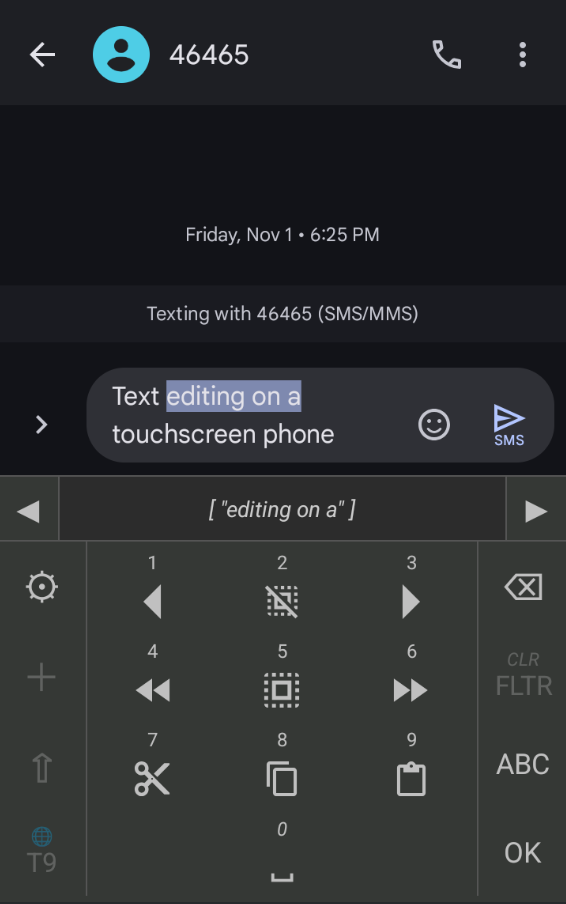 46465
Friday, Nov 1 • 6:25 PM
Texting with 46465 (SMS/MMS)
Text editing on a
touchscreen phone
SMS
[ "editing on a" ]
1 2 3
4 5 6
CLR
FLTR
7 8 9
ABC
0
T9
OK